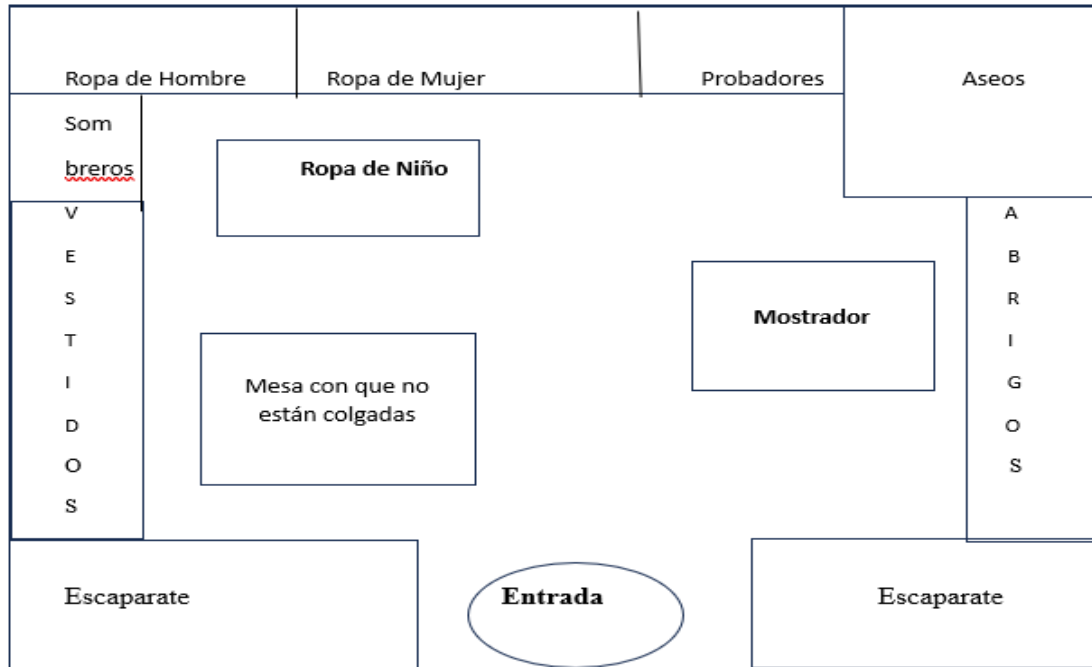 Ropa de Hombre
Ropa de Mujer
Probadores
Aseos
Som
breros
Ropa de Niño
V
E
S
T
I
D
O
S
A
B
R
I
G
O
S
Mostrador
Mesa con que no
están colgadas
Escaparate
Entrada
Escaparate